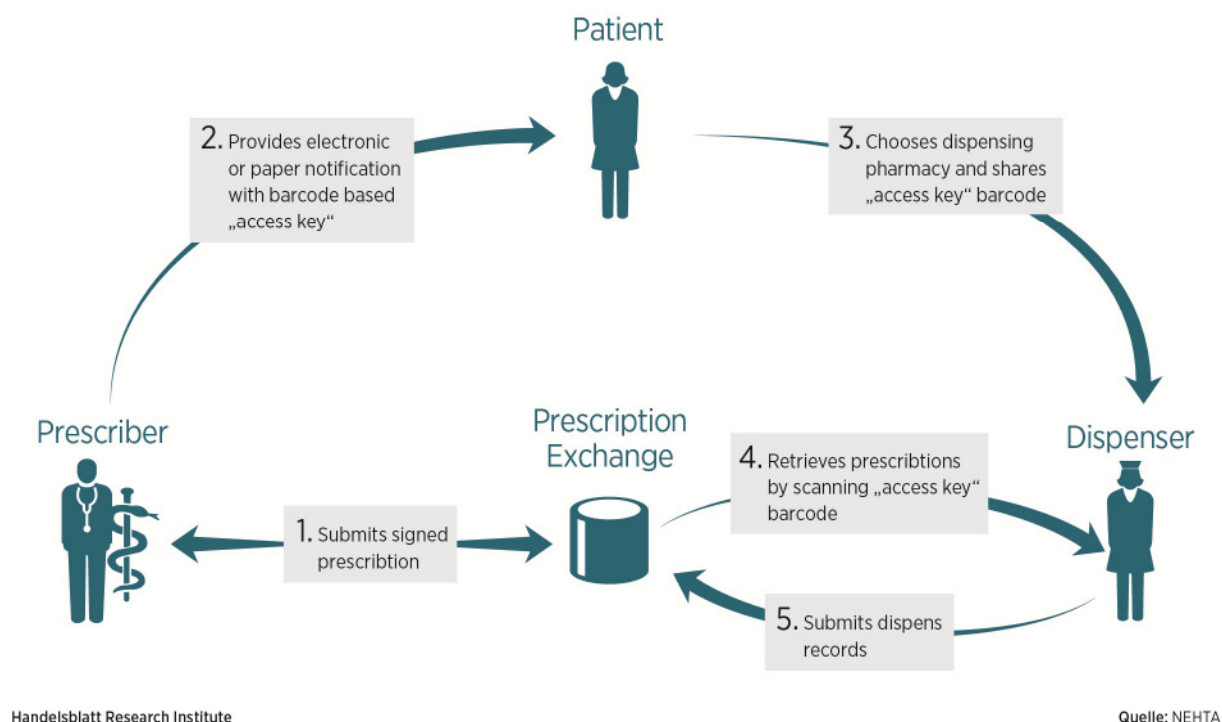 Patient
2. Provides electronic
or paper notification
with barcode based
„access key“
3. Chooses dispensing
pharmacy and shares
„access key“ barcode
Prescriber
Prescription
Exchange
Dispenser
4. Retrieves prescribtions
by scanning „access key“
barcode
1. Submits signed
prescribtion
5. Submits dispens
records
Handelsblatt Research Institute
Quelle: NEHTA